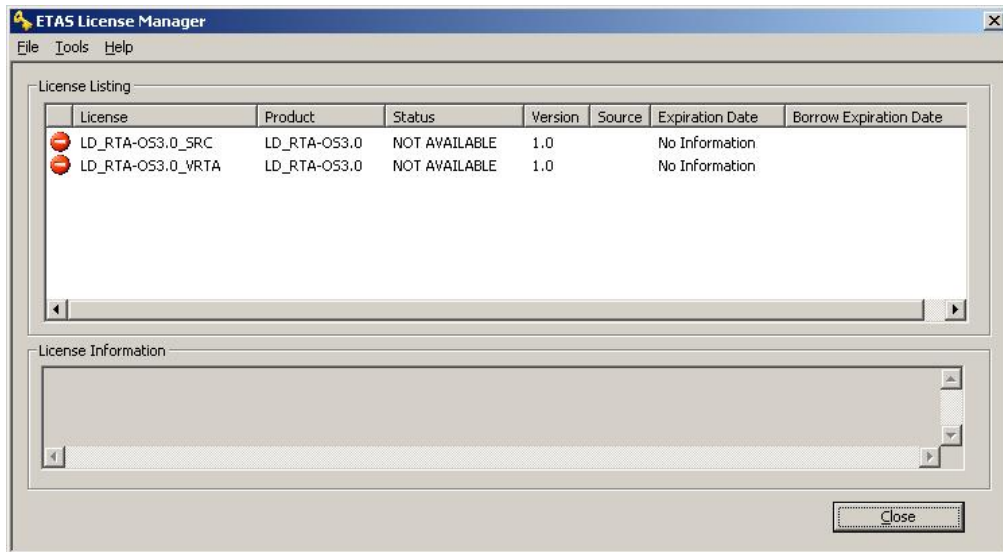 ETAS License Manager
File Tools Help
License Listing
License Product Status Version Source Expiration Date Borrow Expiration Date
LD_RTA-OS3.0_SRC LD_RTA-OS3.0 NOT AVAILABLE 1.0 No Information
LD_RTA-OS3.0_VRTA LD_RTA-OS3.0 NOT AVAILABLE 1.0 No Information
License Information
Close